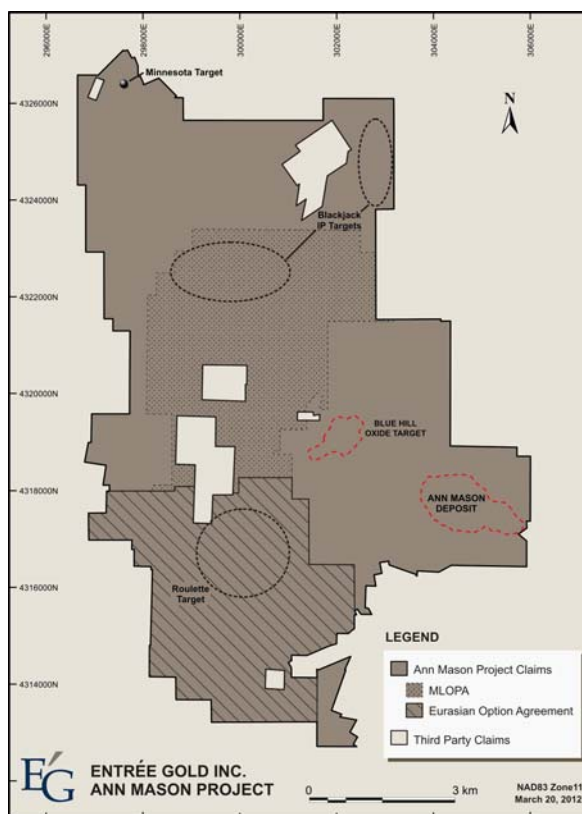 296000E
298000E
300000E
302000E
304000E
306000E
4326000N
4324000N
4322000N
4320000N
4318000N
4316000N
4314000N
Minnesota Target
N
Blackjack
IP Targets
BLUE HILL
OXIDE TARGET
ANN MASON
DEPOSIT
Roulette
Target
LEGEND
Ann Mason Project Claims
MLOPA
Eurasian Option Agreement
Third Party Claims
EG
ENTRÉE GOLD INC.
ANN MASON PROJECT
0
3 km
NAD83 Zone11
March 20, 2012